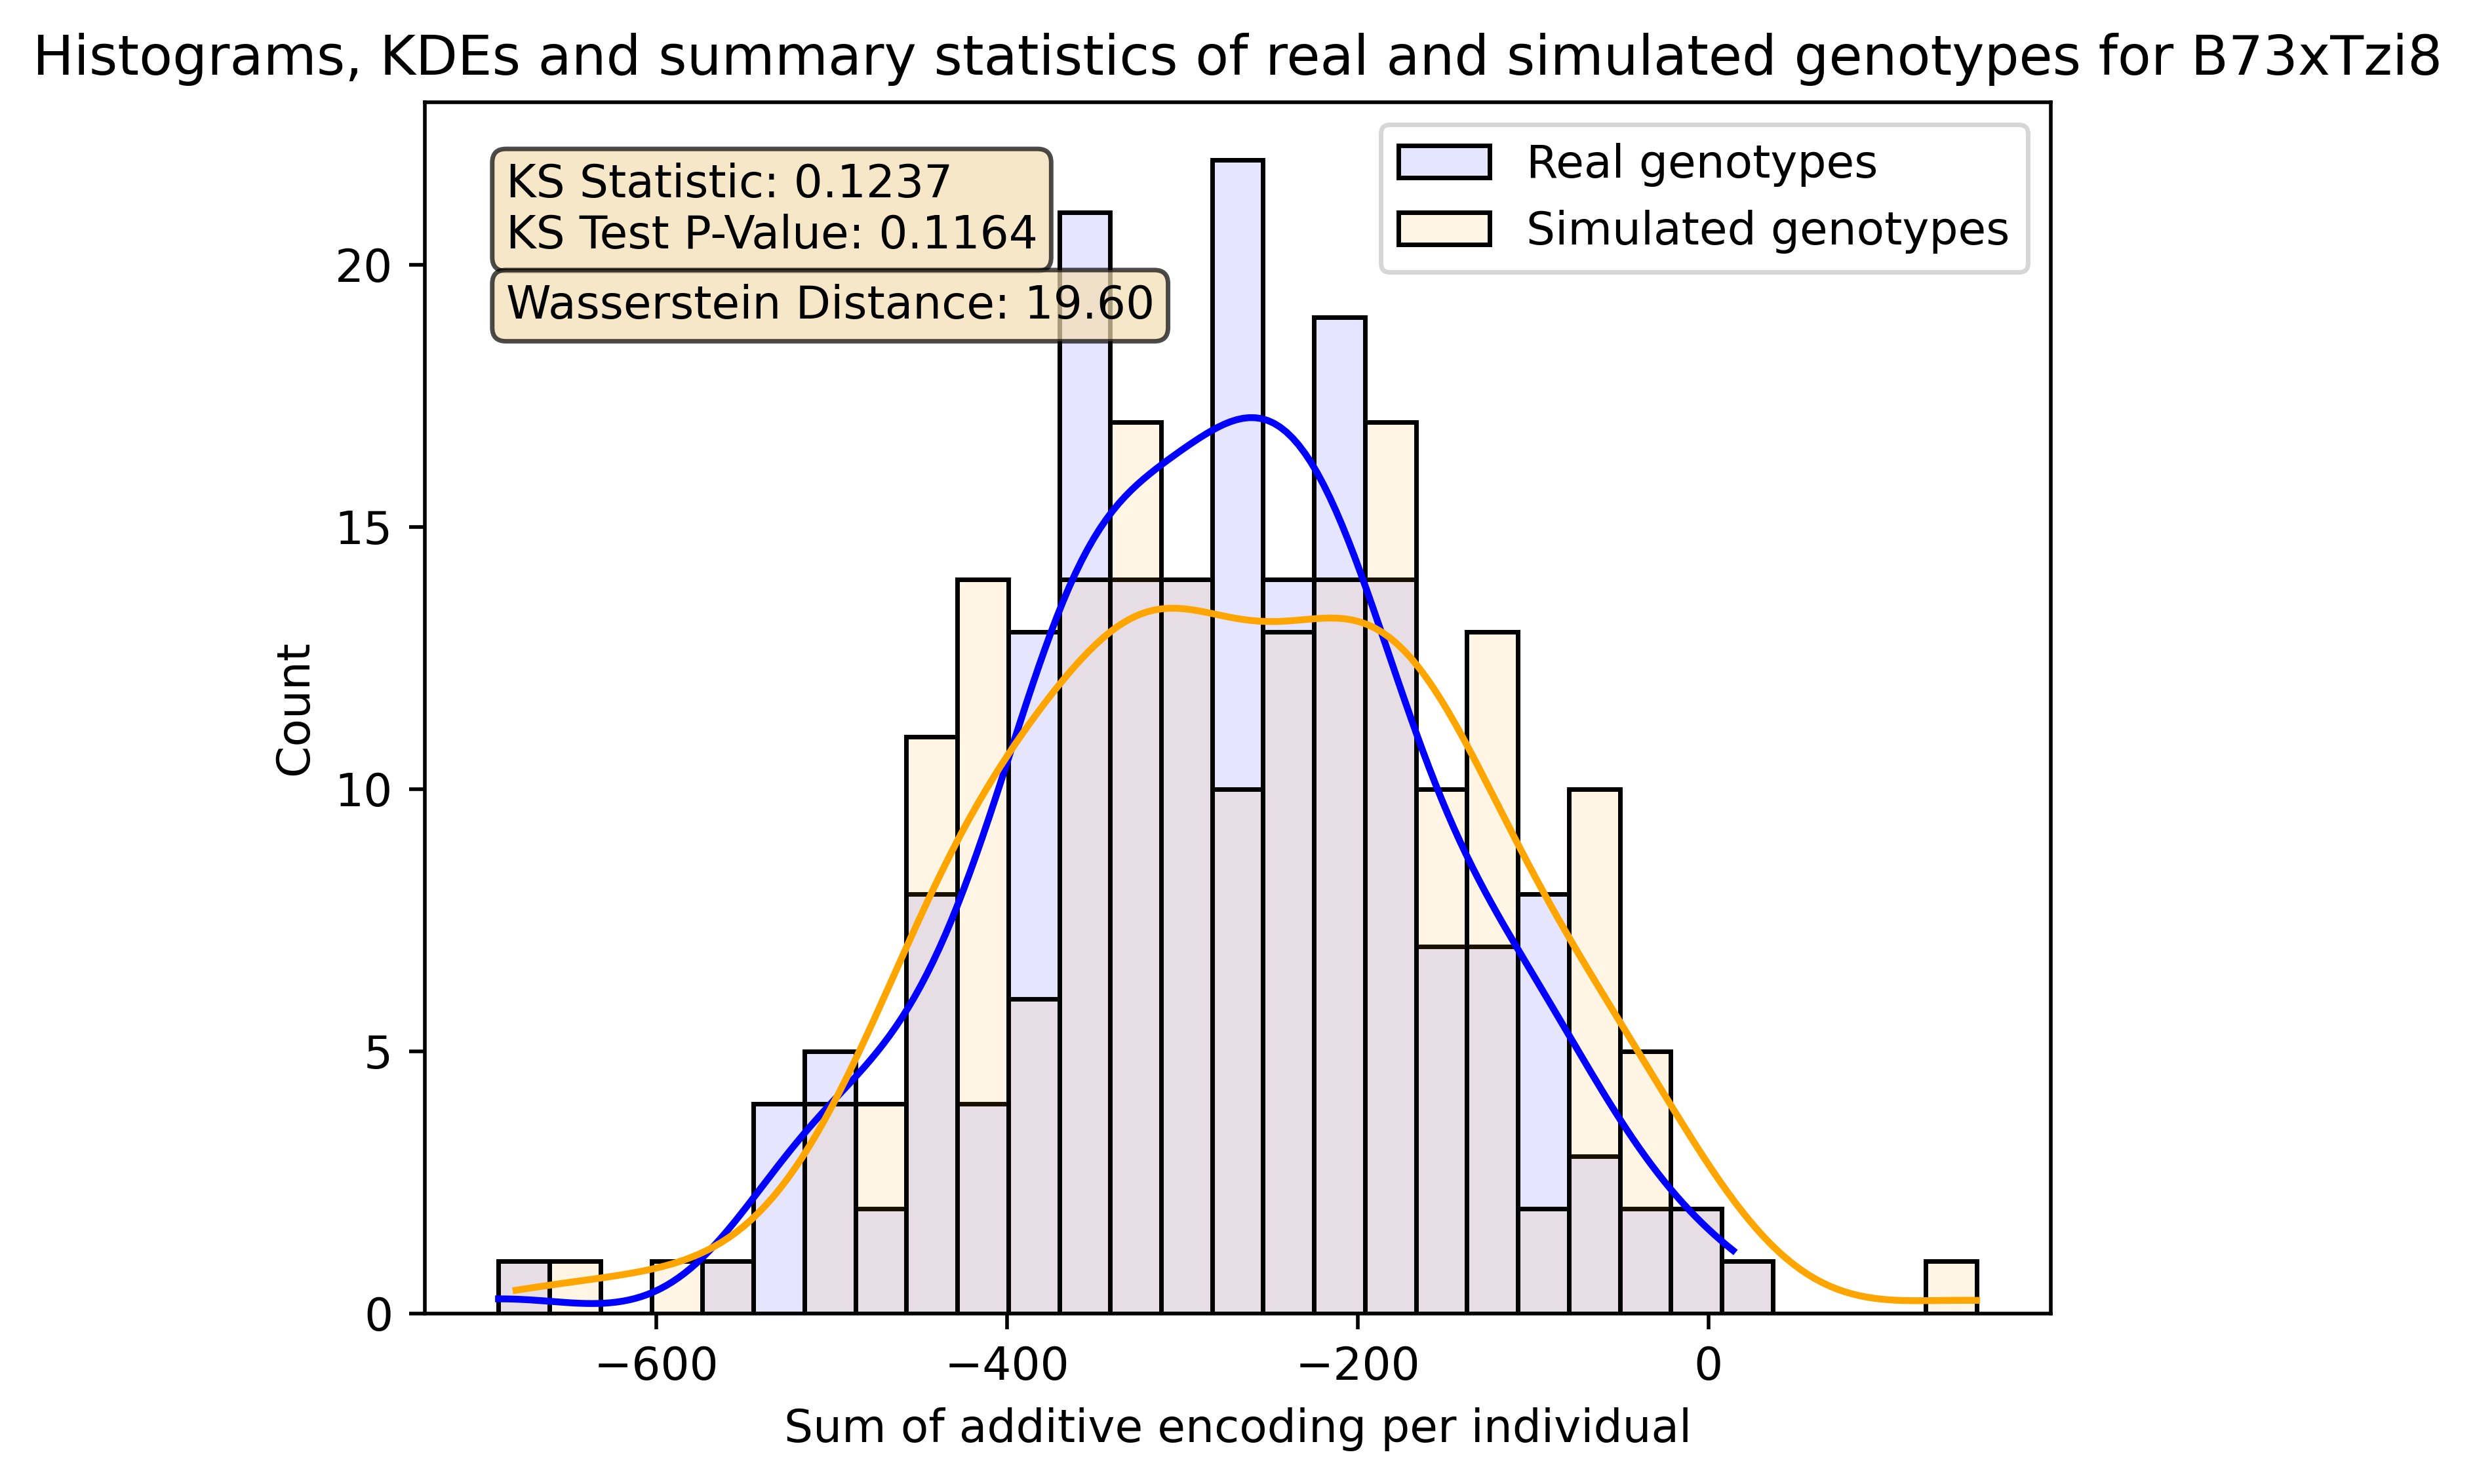 Histograms, KDEs and summary statistics of real and simulated genotypes for B73xTzi8
KS Statistic: 0.1237
KS Test P-Value: 0.1164
Wasserstein Distance: 19.60
Real genotypes
Simulated genotypes
Count
20
15
10
5
0
−600
−400
−200
0
Sum of additive encoding per individual